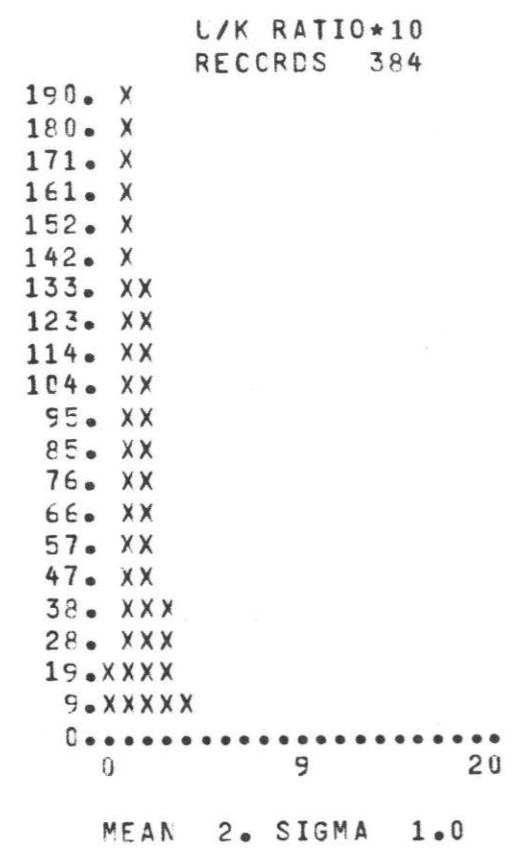 U/K RATIO*10
RECORDS 384
190. X
180. X
171. X
161. X
152. X
142. X
133. XX
123. XX
114. XX
104. XX
95. XX
85. XX
76. XX
66. XX
57. XX
47. XX
38. XXX
28. XXX
19.XXXX
9.XXXXX
0......................
0 9 20
MEAN 2. SIGMA 1.0